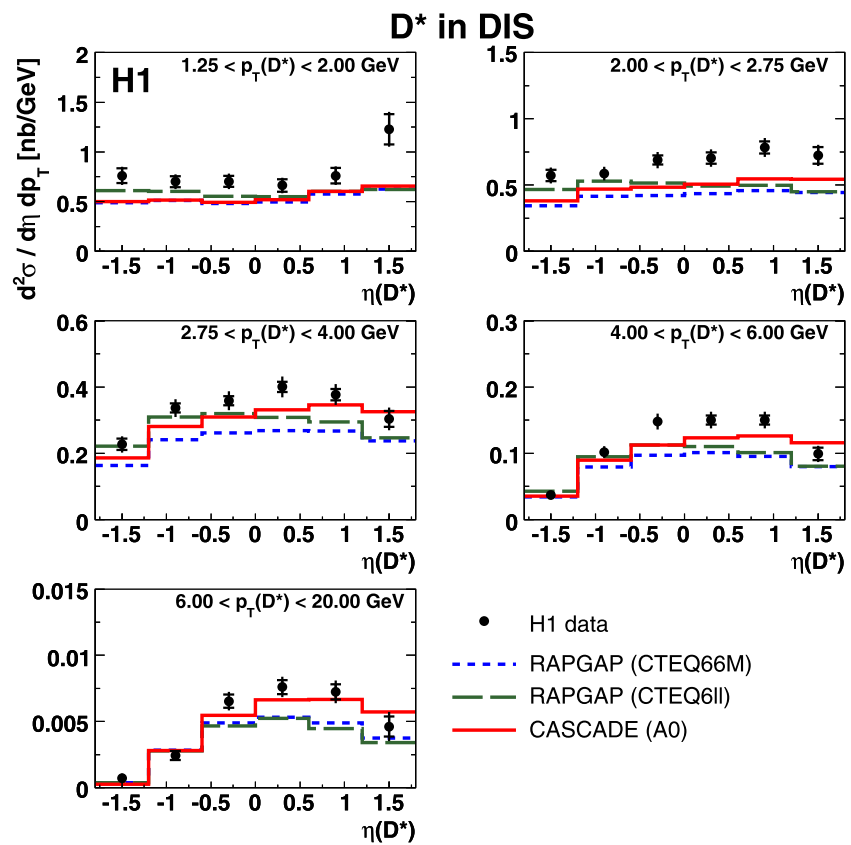 D* in DIS
d²σ / dη dp_T [nb/GeV]
H1
1.25 < p_T(D*) < 2.00 GeV
2
1.5
1
0.5
0
-1.5 -1 -0.5 0 0.5 1 1.5
η(D*)
2.00 < p_T(D*) < 2.75 GeV
1.5
1
0.5
0
-1.5 -1 -0.5 0 0.5 1 1.5
η(D*)
2.75 < p_T(D*) < 4.00 GeV
0.6
0.4
0.2
0
-1.5 -1 -0.5 0 0.5 1 1.5
η(D*)
4.00 < p_T(D*) < 6.00 GeV
0.3
0.2
0.1
0
-1.5 -1 -0.5 0 0.5 1 1.5
η(D*)
6.00 < p_T(D*) < 20.00 GeV
0.015
0.01
0.005
0
-1.5 -1 -0.5 0 0.5 1 1.5
η(D*)
H1 data
RAPGAP (CTEQ66M)
RAPGAP (CTEQ6ll)
CASCADE (A0)